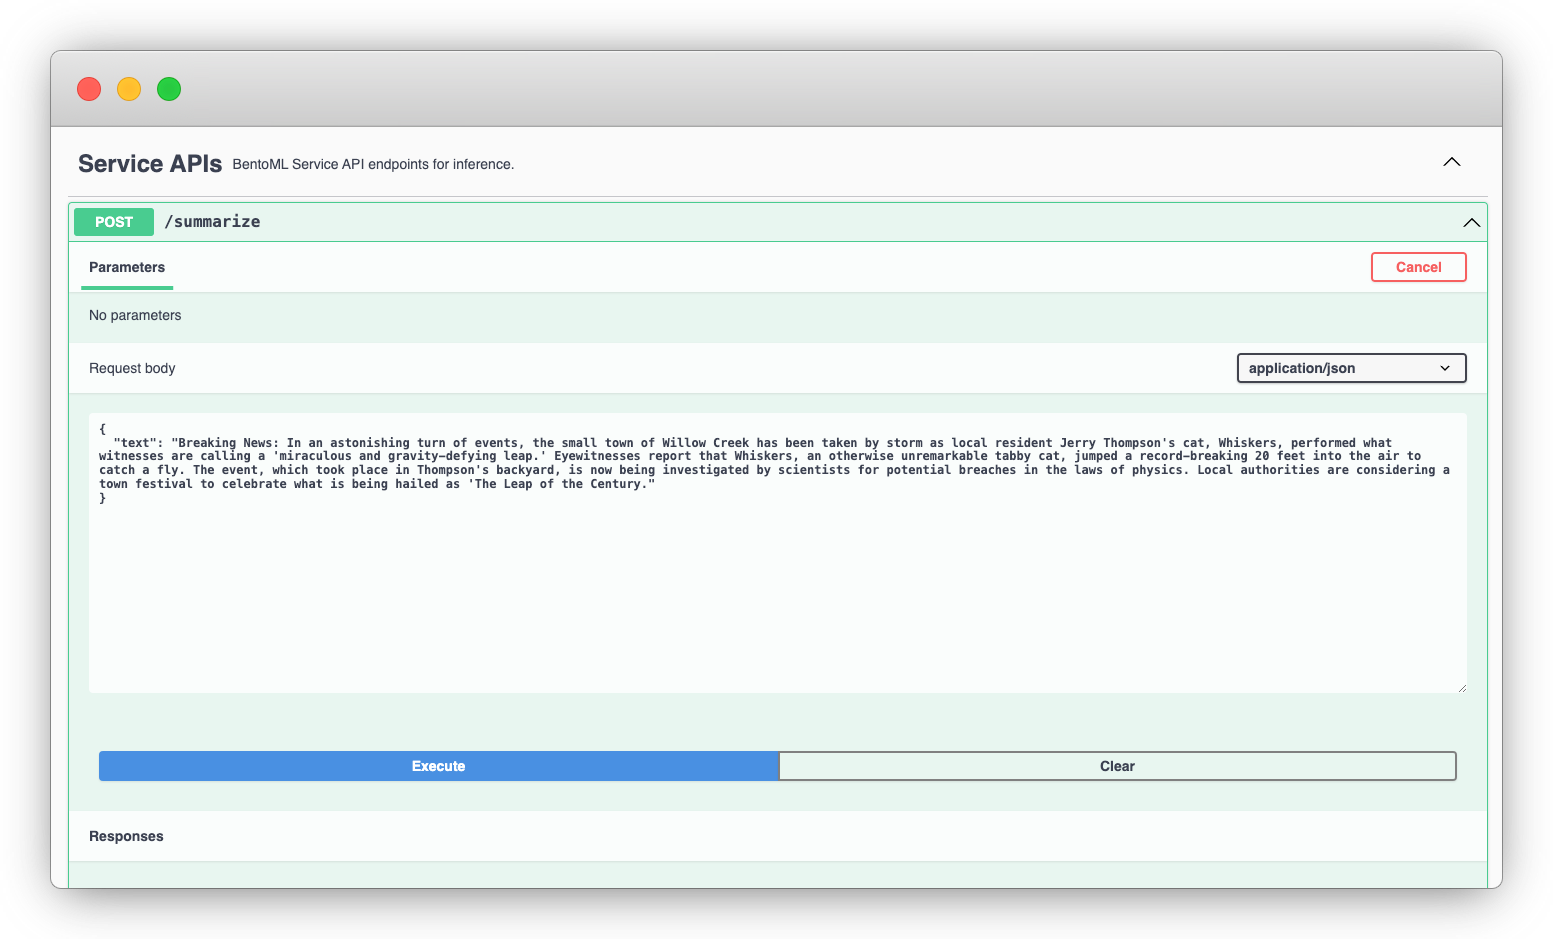 Service APIs BentoML Service API endpoints for inference.
POST /summarize
Parameters Cancel
No parameters
Request body application/json
{
"text": "Breaking News: In an astonishing turn of events, the small town of Willow Creek has been taken by storm as local resident Jerry Thompson's cat, Whiskers, performed what
witnesses are calling a 'miraculous and gravity-defying leap.' Eyewitnesses report that Whiskers, an otherwise unremarkable tabby cat, jumped a record-breaking 20 feet into the air to
catch a fly. The event, which took place in Thompson's backyard, is now being investigated by scientists for potential breaches in the laws of physics. Local authorities are considering a
town festival to celebrate what is being hailed as 'The Leap of the Century."
}
Execute Clear
Responses